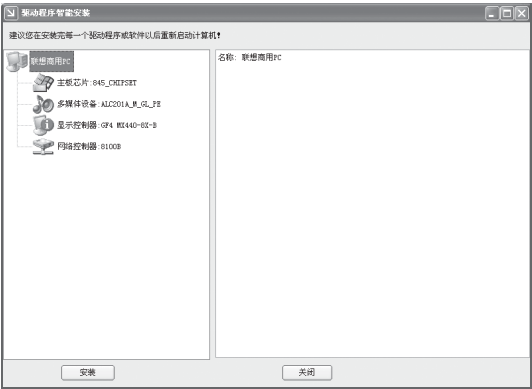 驱动程序智能安装
建议您在安装完每一个驱动程序或软件以后重新启动计算机!
联想商用PC
主板芯片:845_CHIPSET
多媒体设备:ALC201A_M_GL_PE
显示控制器:GF4 MX440-8X-B
网络控制器:8100B
名称: 联想商用PC
安装
关闭